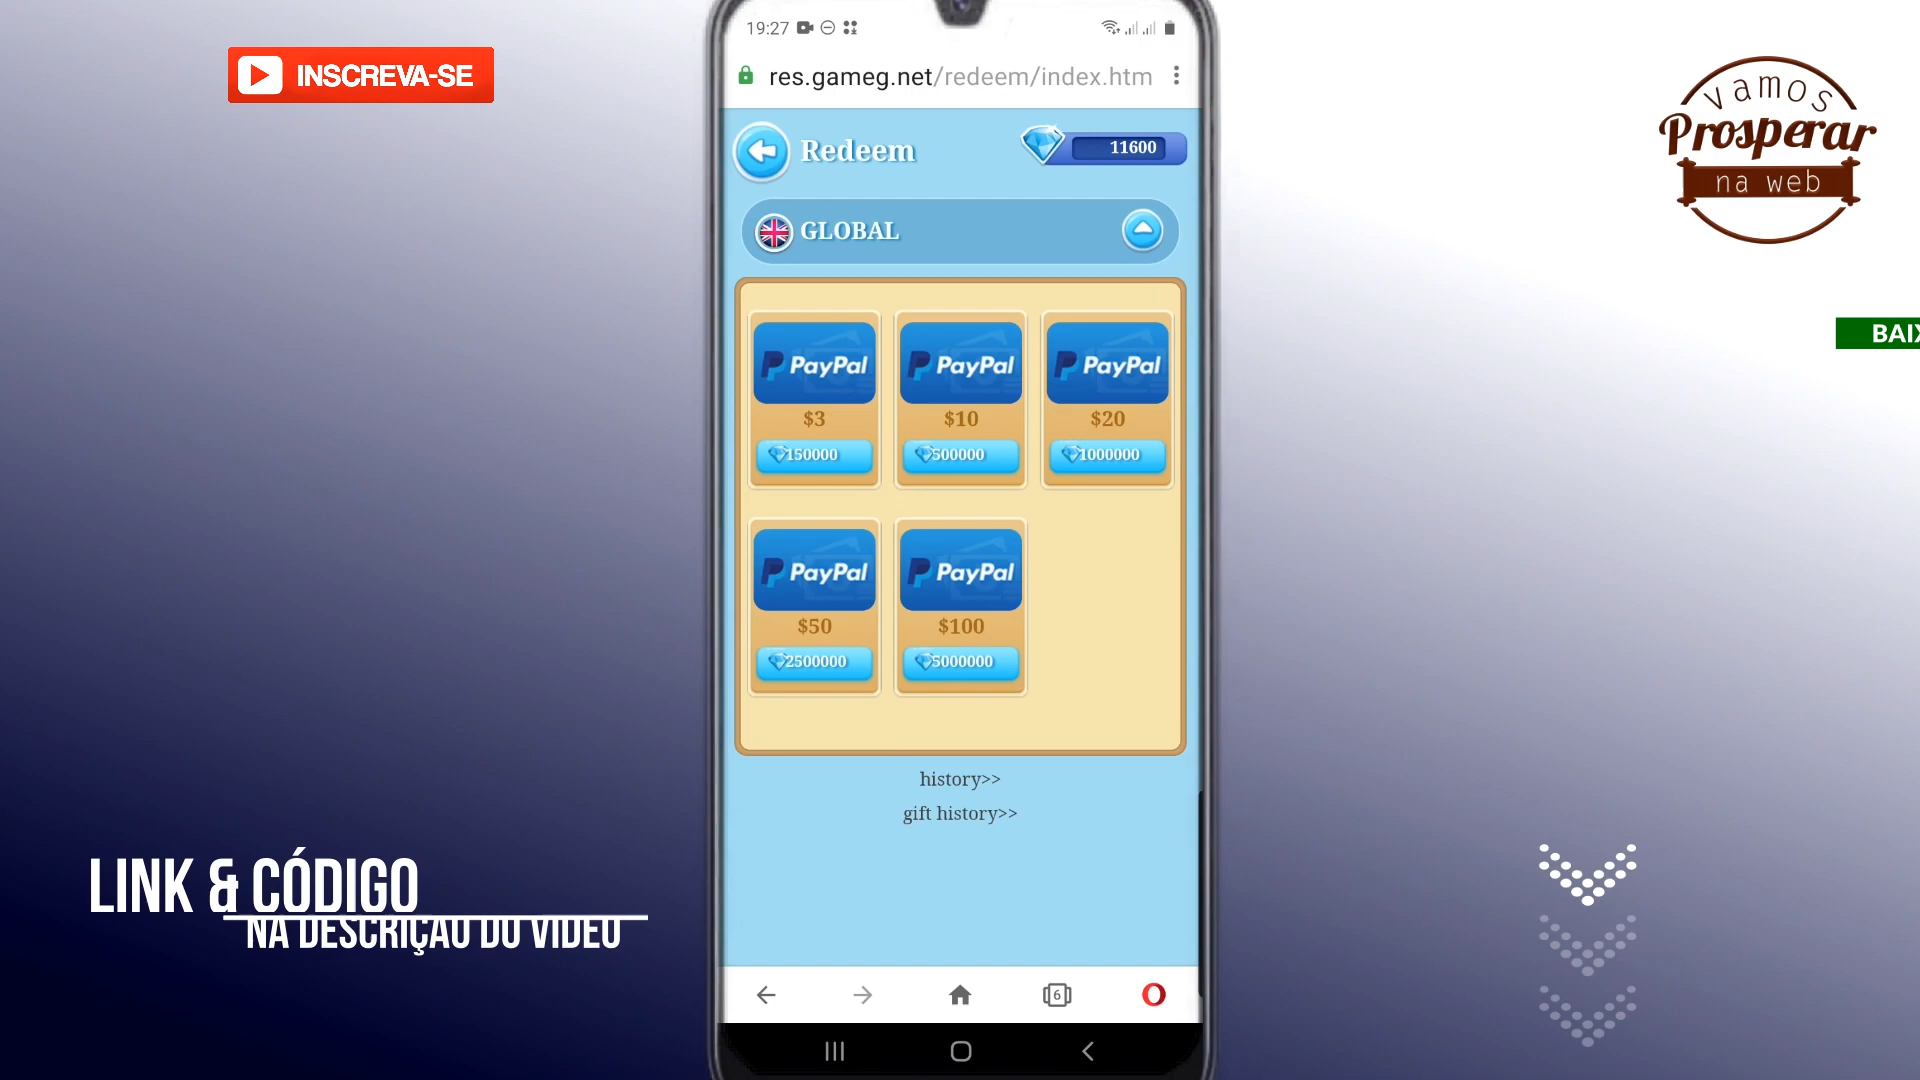 INSCREVA-SE
19:27
res.gameg.net/redeem/index.htm
Redeem
11600
GLOBAL
PayPal PayPal PayPal
$3 $10 $20
150000 500000 1000000
PayPal PayPal
$50 $100
2500000 5000000
history>>
gift history>>
6
vamos
Prosperar
na web
BAIX
LINK & CÓDIGO
NA DESCRIÇÃO DO VÍDEO